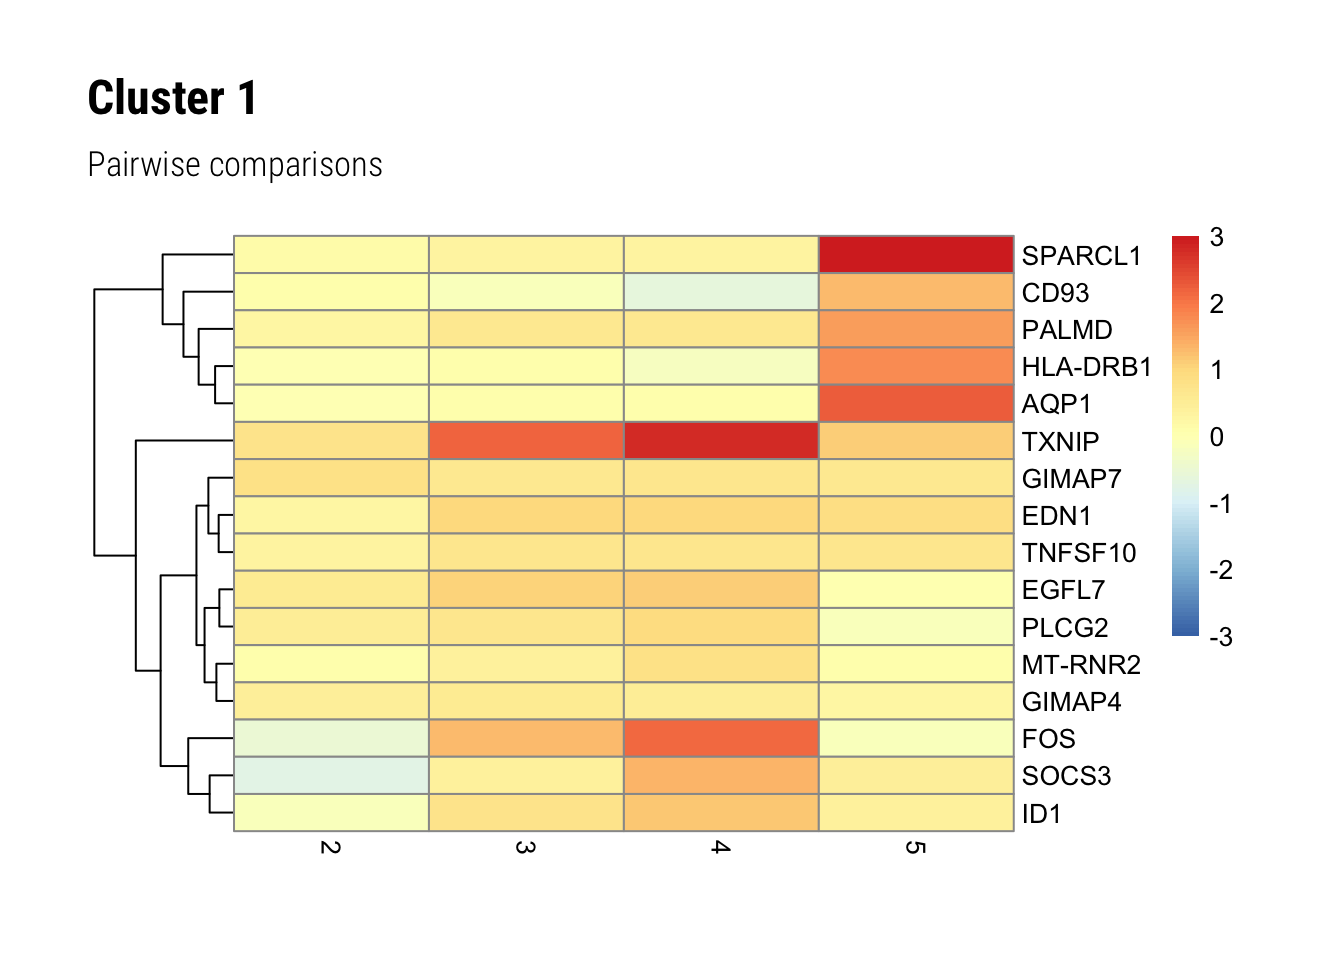 Cluster 1
Pairwise comparisons
SPARCL1
CD93
PALMD
HLA-DRB1
AQP1
TXNIP
GIMAP7
EDN1
TNFSF10
EGFL7
PLCG2
MT-RNR2
GIMAP4
FOS
SOCS3
ID1
3
2
1
0
-1
-2
-3
2 3 4 5